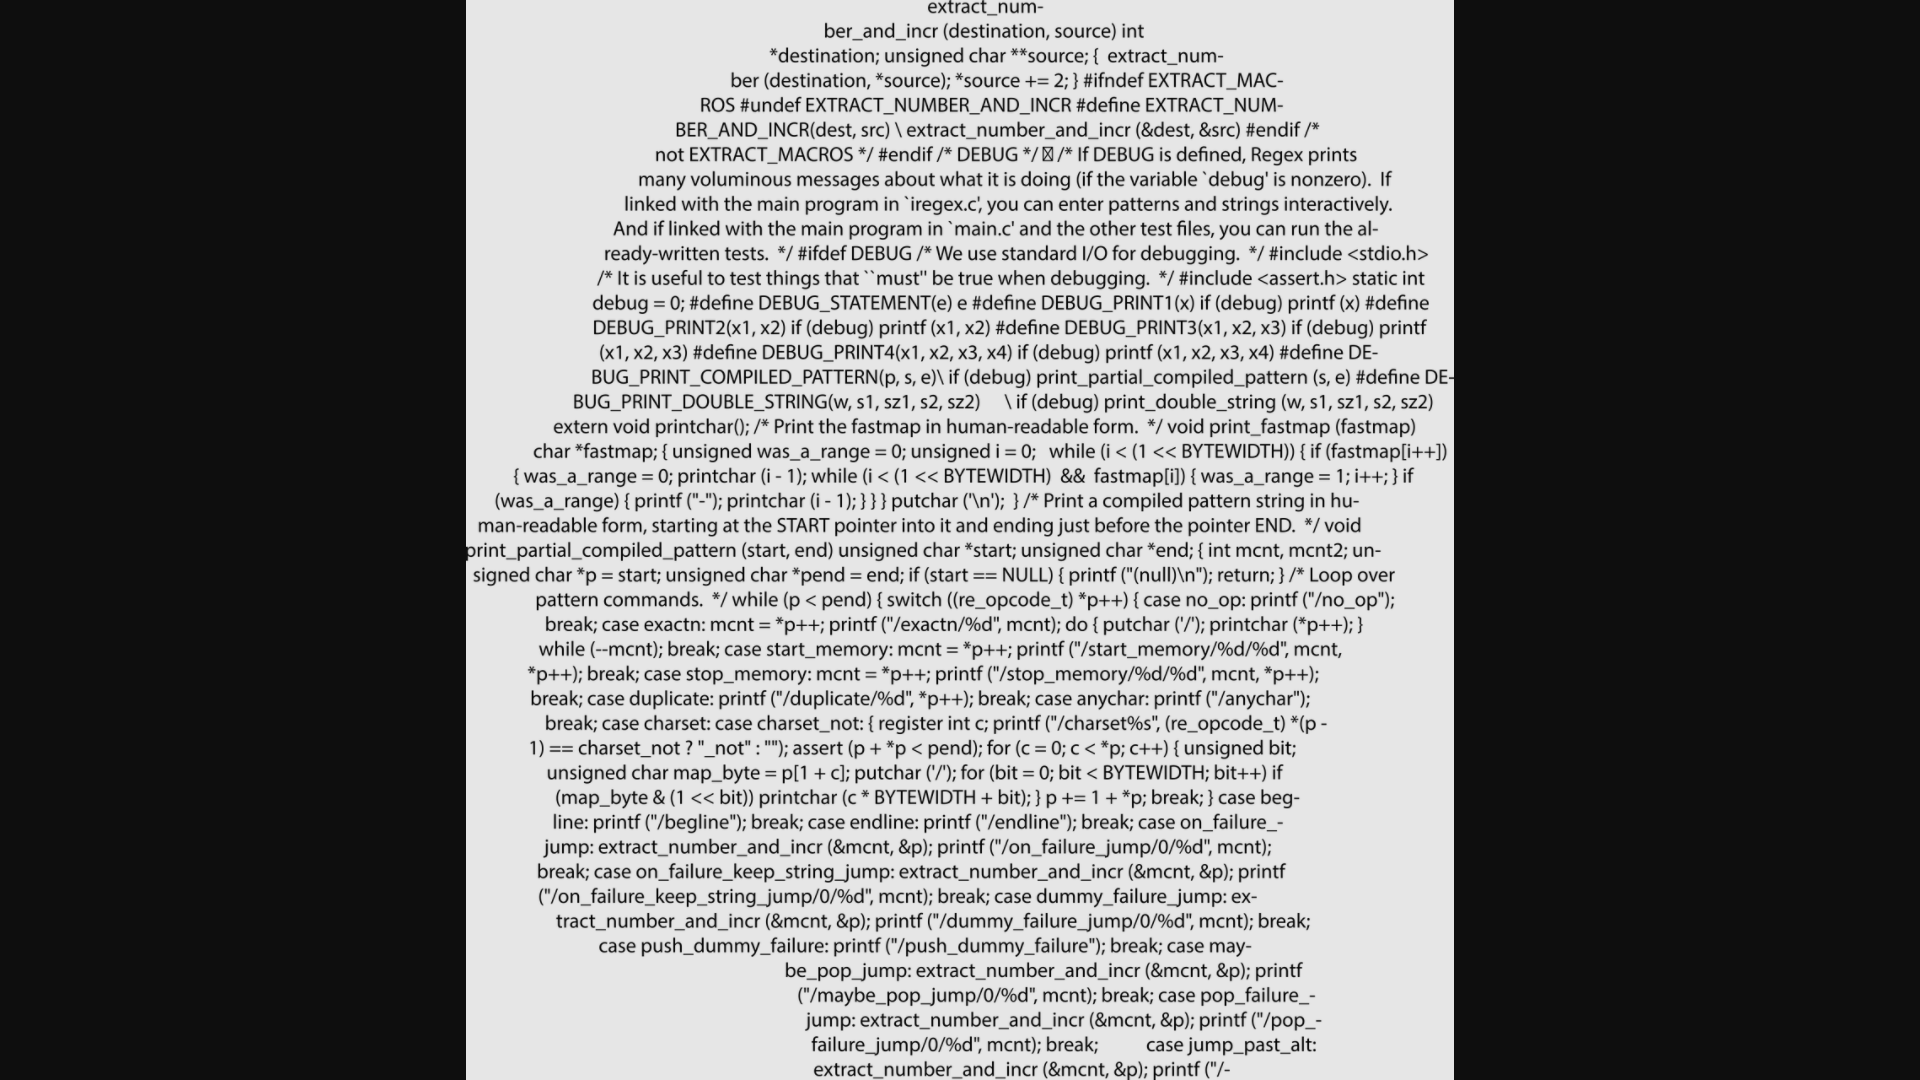 extract_num-
ber_and_incr (destination, source) int
*destination; unsigned char **source; { extract_num-
ber (destination, *source); *source += 2; } #ifndef EXTRACT_MAC-
ROS #undef EXTRACT_NUMBER_AND_INCR #define EXTRACT_NUM-
BER_AND_INCR(dest, src) \ extract_number_and_incr (&dest, &src) #endif /*
not EXTRACT_MACROS */ #endif /* DEBUG */ /* If DEBUG is defined, Regex prints
many voluminous messages about what it is doing (if the variable `debug' is nonzero). If
linked with the main program in `iregex.c', you can enter patterns and strings interactively.
And if linked with the main program in `main.c' and the other test files, you can run the al-
ready-written tests. */ #ifdef DEBUG /* We use standard I/O for debugging. */ #include <stdio.h>
/* It is useful to test things that ``must'' be true when debugging. */ #include <assert.h> static int
debug = 0; #define DEBUG_STATEMENT(e) e #define DEBUG_PRINT1(x) if (debug) printf (x) #define
DEBUG_PRINT2(x1, x2) if (debug) printf (x1, x2) #define DEBUG_PRINT3(x1, x2, x3) if (debug) printf
(x1, x2, x3) #define DEBUG_PRINT4(x1, x2, x3, x4) if (debug) printf (x1, x2, x3, x4) #define DE-
BUG_PRINT_COMPILED_PATTERN(p, s, e)\ if (debug) print_partial_compiled_pattern (s, e) #define DE-
BUG_PRINT_DOUBLE_STRING(w, s1, sz1, s2, sz2) \ if (debug) print_double_string (w, s1, sz1, s2, sz2)
extern void printchar(); /* Print the fastmap in human-readable form. */ void print_fastmap (fastmap)
char *fastmap; { unsigned was_a_range = 0; unsigned i = 0; while (i < (1 << BYTEWIDTH)) { if (fastmap[i++])
{ was_a_range = 0; printchar (i - 1); while (i < (1 << BYTEWIDTH) && fastmap[i]) { was_a_range = 1; i++; } if
(was_a_range) { printf ("-"); printchar (i - 1); } } } putchar ('\n'); } /* Print a compiled pattern string in hu-
man-readable form, starting at the START pointer into it and ending just before the pointer END. */ void
print_partial_compiled_pattern (start, end) unsigned char *start; unsigned char *end; { int mcnt, mcnt2; un-
signed char *p = start; unsigned char *pend = end; if (start == NULL) { printf ("(null)\n"); return; } /* Loop over
pattern commands. */ while (p < pend) { switch ((re_opcode_t) *p++) { case no_op: printf ("/no_op");
break; case exactn: mcnt = *p++; printf ("/exactn/%d", mcnt); do { putchar ('/'); printchar (*p++); }
while (--mcnt); break; case start_memory: mcnt = *p++; printf ("/start_memory/%d/%d", mcnt,
*p++); break; case stop_memory: mcnt = *p++; printf ("/stop_memory/%d/%d", mcnt, *p++);
break; case duplicate: printf ("/duplicate/%d", *p++); break; case anychar: printf ("/anychar");
break; case charset: case charset_not: { register int c; printf ("/charset%s", (re_opcode_t) *(p -
1) == charset_not ? "_not" : ""); assert (p + *p < pend); for (c = 0; c < *p; c++) { unsigned bit;
unsigned char map_byte = p[1 + c]; putchar ('/'); for (bit = 0; bit < BYTEWIDTH; bit++) if
(map_byte & (1 << bit)) printchar (c * BYTEWIDTH + bit); } p += 1 + *p; break; } case beg-
line: printf ("/begline"); break; case endline: printf ("/endline"); break; case on_failure_-
jump: extract_number_and_incr (&mcnt, &p); printf ("/on_failure_jump/0/%d", mcnt);
break; case on_failure_keep_string_jump: extract_number_and_incr (&mcnt, &p); printf
("/on_failure_keep_string_jump/0/%d", mcnt); break; case dummy_failure_jump: ex-
tract_number_and_incr (&mcnt, &p); printf ("/dummy_failure_jump/0/%d", mcnt); break;
case push_dummy_failure: printf ("/push_dummy_failure"); break; case may-
be_pop_jump: extract_number_and_incr (&mcnt, &p); printf
("/maybe_pop_jump/0/%d", mcnt); break; case pop_failure_-
jump: extract_number_and_incr (&mcnt, &p); printf ("/pop_-
failure_jump/0/%d", mcnt); break; case jump_past_alt:
extract_number_and_incr (&mcnt, &p); printf ("/-